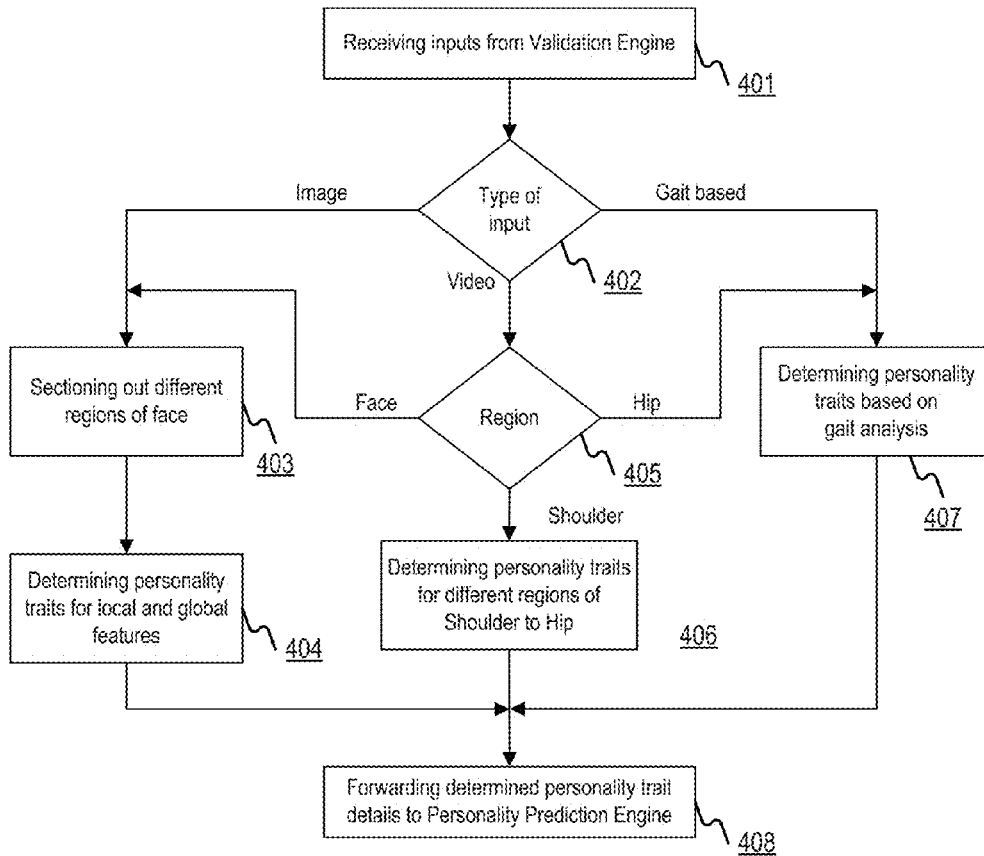 Receiving inputs from Validation Engine
401
Image
Type of
input
Gait based
402
Video
Sectioning out different
regions of face
403
Face
Region
Hip
405
Determining personality
traits based on
gait analysis
407
Shoulder
Determining personality
traits for local and global
features
404
Determining personality traits
for different regions of
Shoulder to Hip
406
Forwarding determined personality trait
details to Personality Prediction Engine
408